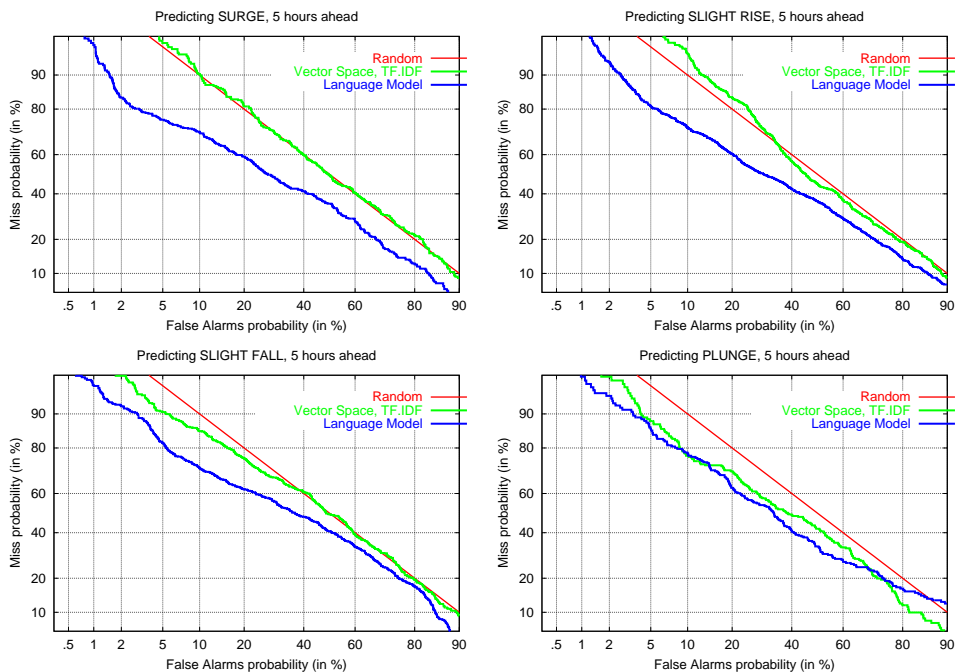 Predicting SURGE, 5 hours ahead
Random
Vector Space, TF.IDF
Language Model
90
80
60
40
20
10
Miss probability (in %)
.5 1 2 5 10 20 40 60 80 90
False Alarms probability (in %)
Predicting SLIGHT RISE, 5 hours ahead
Random
Vector Space, TF.IDF
Language Model
90
80
60
40
20
10
Miss probability (in %)
.5 1 2 5 10 20 40 60 80 90
False Alarms probability (in %)
Predicting SLIGHT FALL, 5 hours ahead
Random
Vector Space, TF.IDF
Language Model
90
80
60
40
20
10
Miss probability (in %)
.5 1 2 5 10 20 40 60 80 90
False Alarms probability (in %)
Predicting PLUNGE, 5 hours ahead
Random
Vector Space, TF.IDF
Language Model
90
80
60
40
20
10
Miss probability (in %)
.5 1 2 5 10 20 40 60 80 90
False Alarms probability (in %)